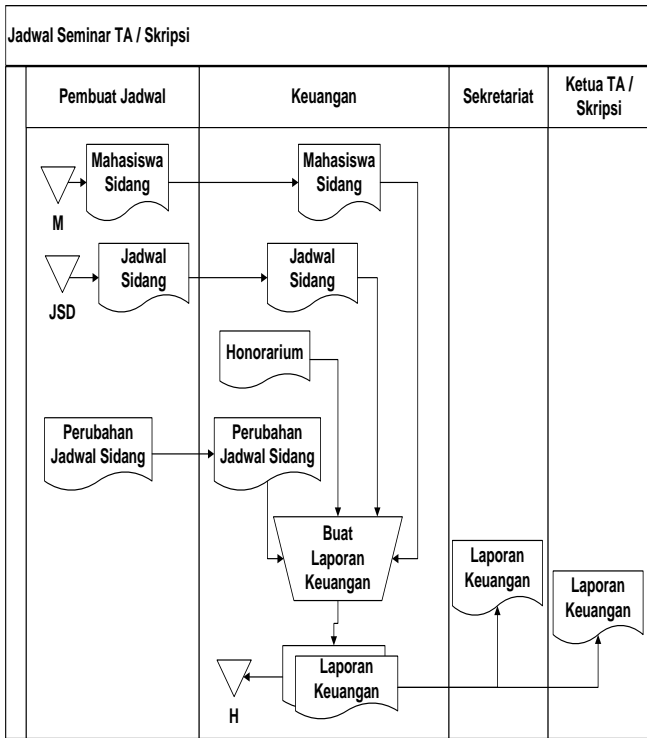 Jadwal Seminar TA / Skripsi
Pembuat Jadwal
Keuangan
Sekretariat
Ketua TA /
Skripsi
Mahasiswa
Sidang
Mahasiswa
Sidang
M
Jadwal
Sidang
Jadwal
Sidang
JSD
Honorarium
Perubahan
Jadwal Sidang
Perubahan
Jadwal Sidang
Buat
Laporan
Keuangan
Laporan
Keuangan
Laporan
Keuangan
Laporan
Keuangan
H